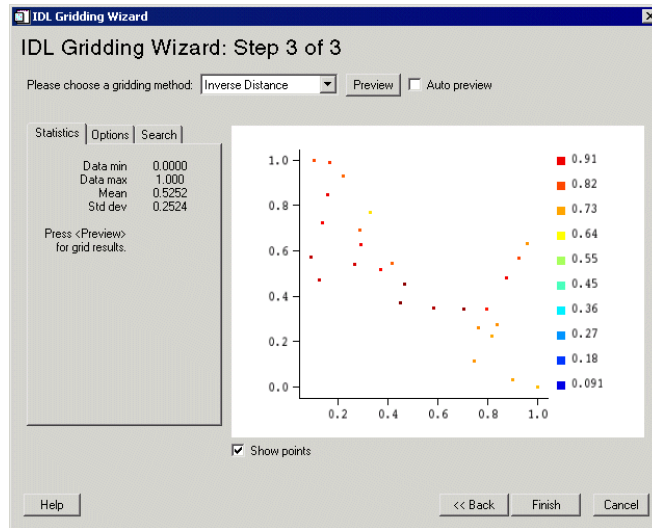 IDL Gridding Wizard
IDL Gridding Wizard: Step 3 of 3
Please choose a gridding method: Inverse Distance Preview Auto preview
Statistics Options Search
Data min 0.0000
Data max 1.000
Mean 0.5252
Std dev 0.2524
Press <Preview>
for grid results.
1.0
0.8
0.6
0.4
0.2
0.0
0.2 0.4 0.6 0.8 1.0
0.91
0.82
0.73
0.64
0.55
0.45
0.36
0.27
0.18
0.091
Show points
Help << Back Finish Cancel